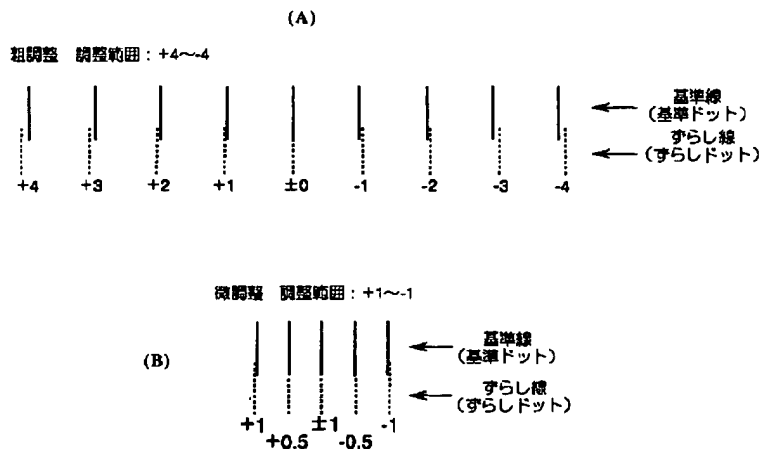 (A)
粗調整 調整範囲：+4〜-4
基準線
(基準ドット)
ずらし線
(ずらしドット)
+4 +3 +2 +1 ±0 -1 -2 -3 -4
微調整 調整範囲：+1〜-1
(B)
基準線
(基準ドット)
ずらし線
(ずらしドット)
+1 ±1 -1
+0.5 -0.5